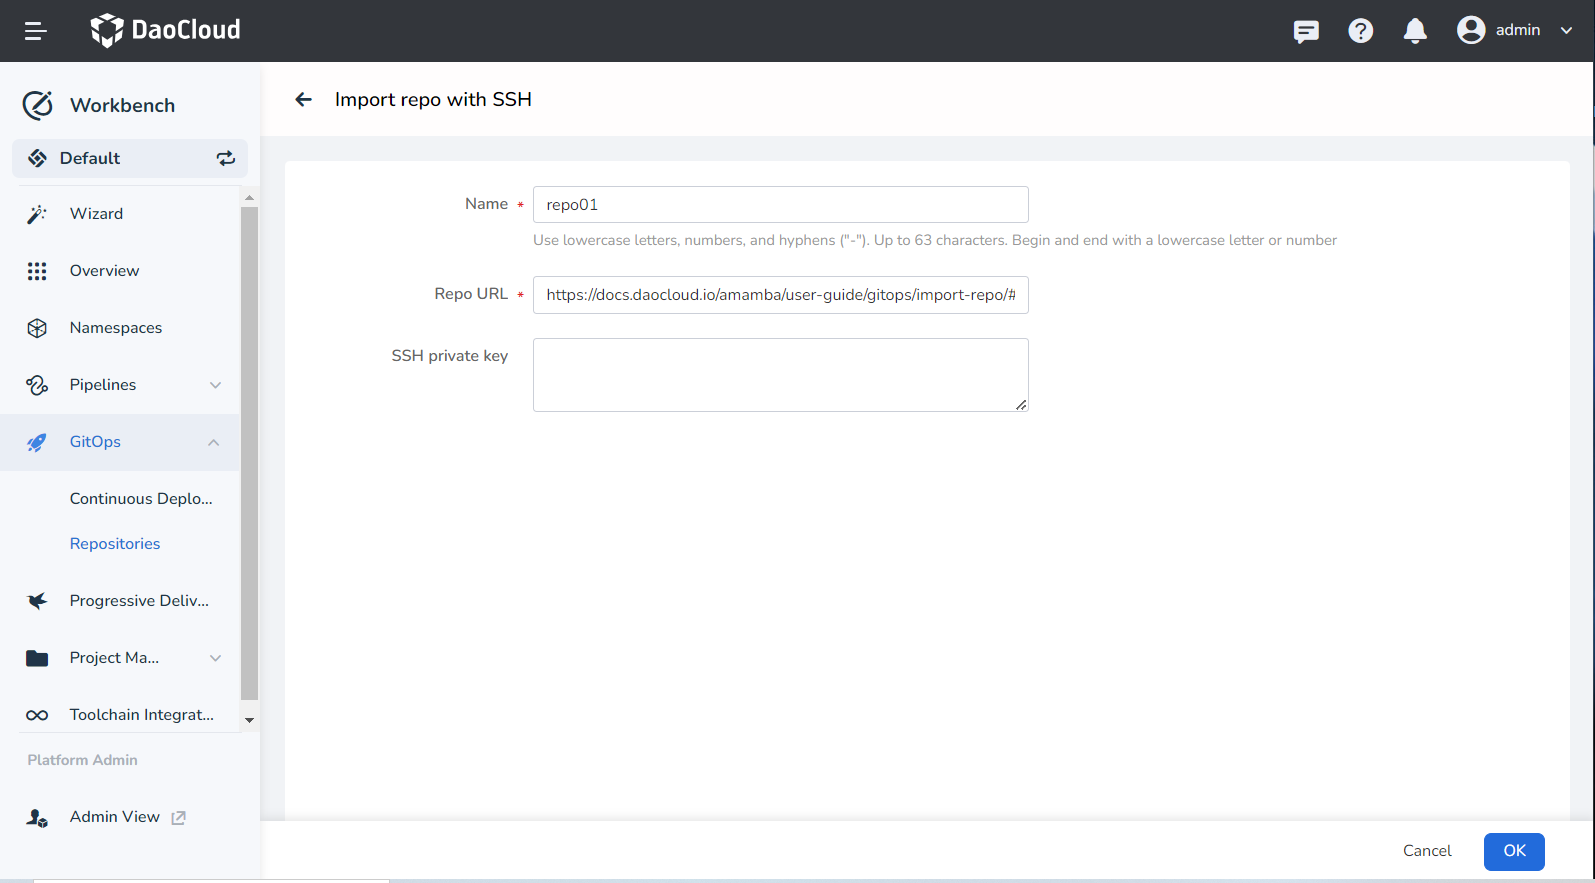 DaoCloud
admin
Workbench
Default
Wizard
Overview
Namespaces
Pipelines
GitOps
Continuous Deplo...
Repositories
Progressive Deliv...
Project Ma...
Toolchain Integrat...
Platform Admin
Admin View
Import repo with SSH
Name *
repo01
Use lowercase letters, numbers, and hyphens ("-"). Up to 63 characters. Begin and end with a lowercase letter or number
Repo URL *
https://docs.daocloud.io/amamba/user-guide/gitops/import-repo/#
SSH private key
Cancel
OK